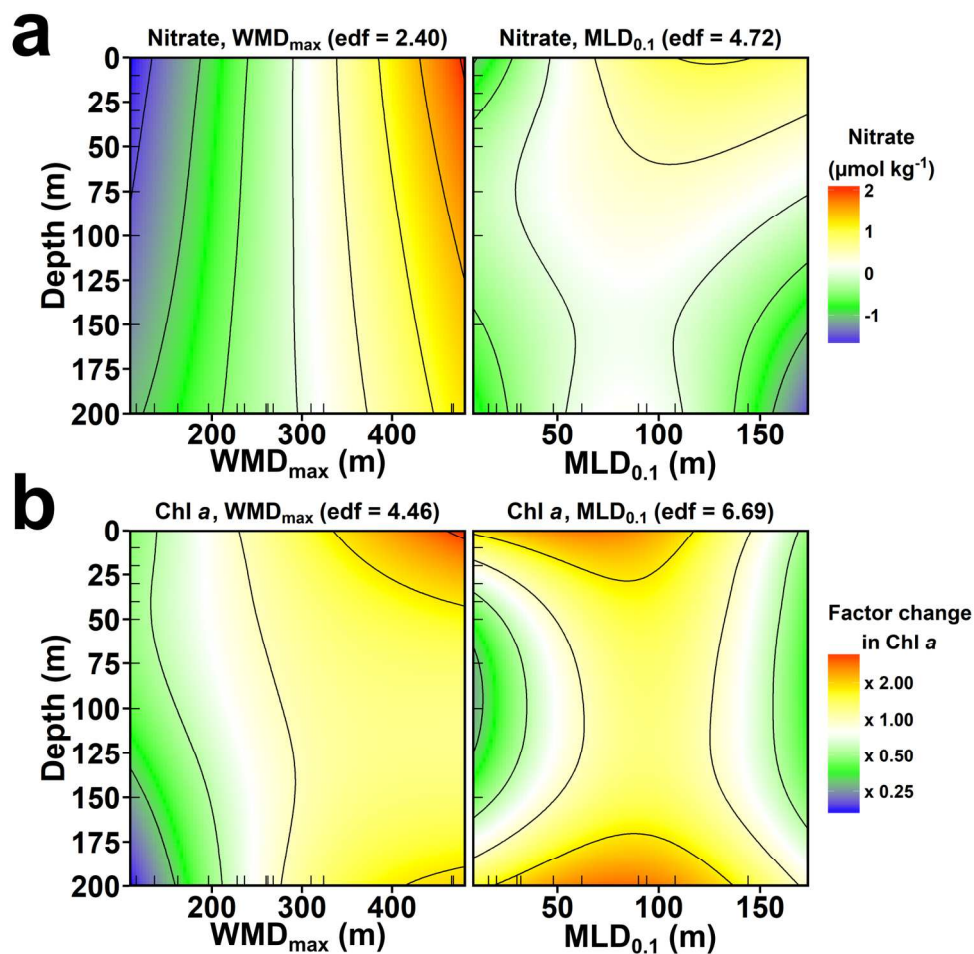 a
Nitrate, WMDmax (edf = 2.40)
Nitrate, MLD0.1 (edf = 4.72)
0
25
50
75
100
125
150
175
200
Depth (m)
200
300
400
WMDmax (m)
50
100
150
MLD0.1 (m)
Nitrate
(µmol kg-1)
2
1
0
-1
b
Chl a, WMDmax (edf = 4.46)
Chl a, MLD0.1 (edf = 6.69)
0
25
50
75
100
125
150
175
200
Depth (m)
200
300
400
WMDmax (m)
50
100
150
MLD0.1 (m)
Factor change
in Chl a
x 2.00
x 1.00
x 0.50
x 0.25